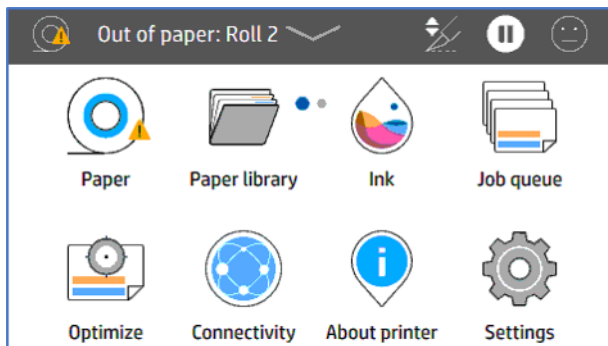 Out of paper: Roll 2
Paper
Paper library
Ink
Job queue
Optimize
Connectivity
About printer
Settings